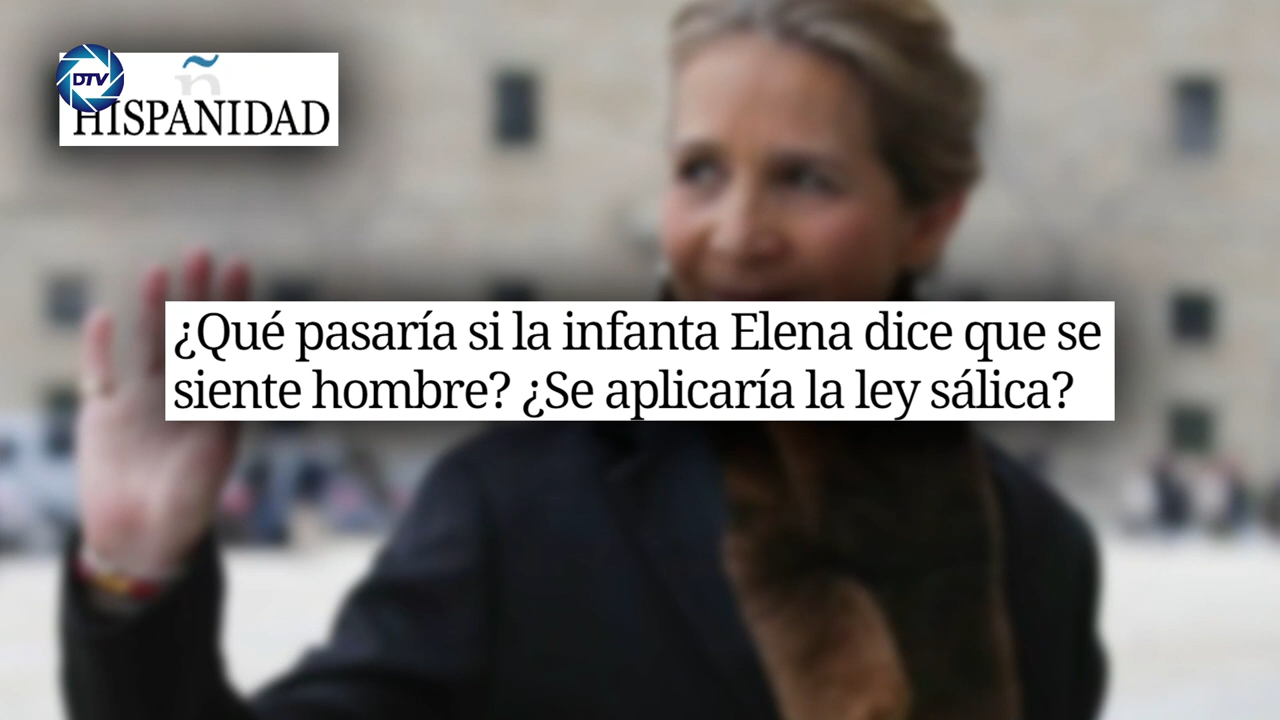 DTV
ñ
HISPANIDAD
¿Qué pasaría si la infanta Elena dice que se
siente hombre? ¿Se aplicaría la ley sálica?